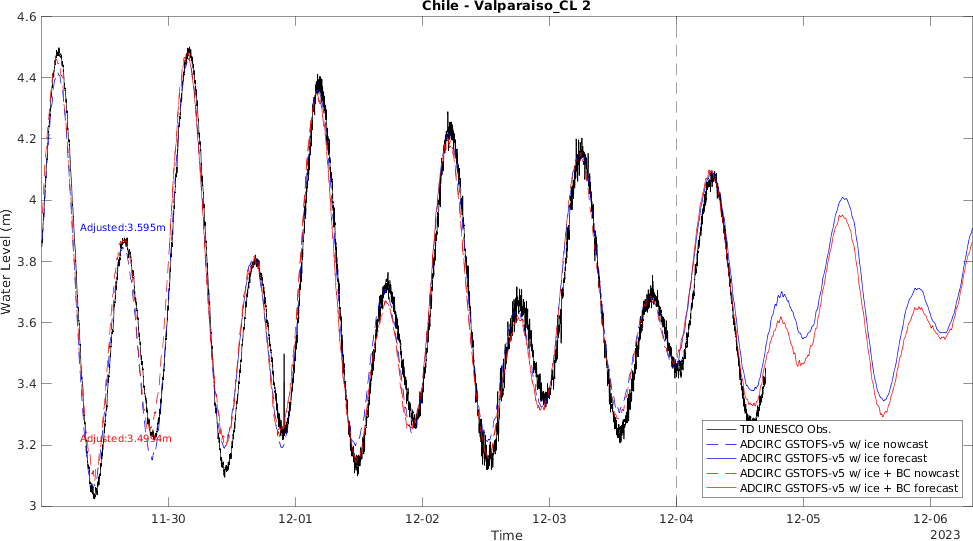 Chile - Valparaiso_CL 2
4.6
4.4
4.2
4
3.8
3.6
3.4
3.2
3
Water Level (m)
Adjusted:3.595m
Adjusted:3.4994m
TD UNESCO Obs.
ADCIRC GSTOFS-v5 w/ ice nowcast
ADCIRC GSTOFS-v5 w/ ice forecast
ADCIRC GSTOFS-v5 w/ ice + BC nowcast
ADCIRC GSTOFS-v5 w/ ice + BC forecast
11-30 12-01 12-02 12-03 12-04 12-05 12-06
Time
2023